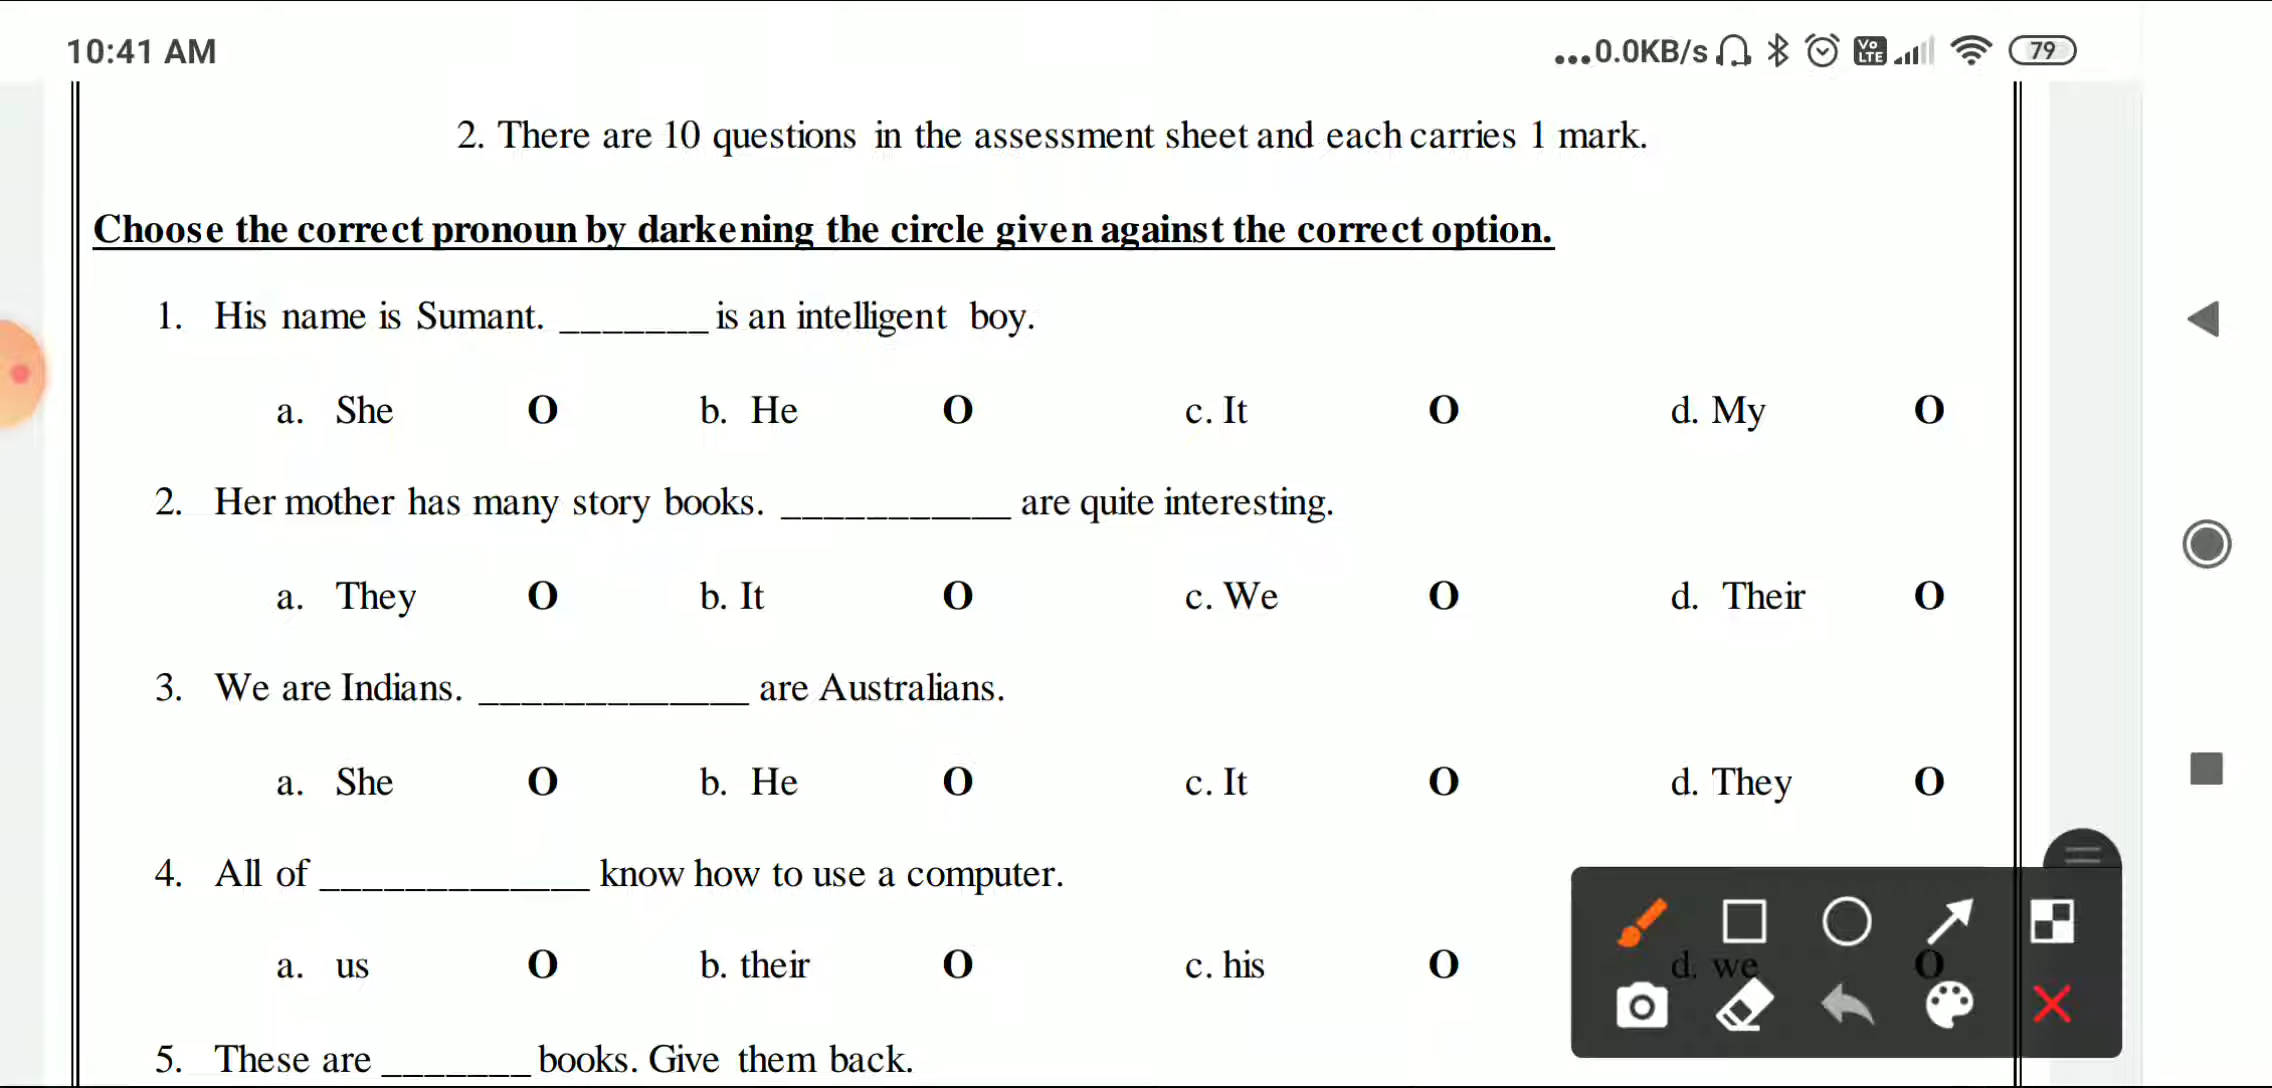 10:41 AM ...0.0KB/s Vo LTE 79
2. There are 10 questions in the assessment sheet and each carries 1 mark.
Choose the correct pronoun by darkening the circle given against the correct option.
1. His name is Sumant. _______ is an intelligent boy.
a. She O b. He O c. It O d. My O
2. Her mother has many story books. ___________ are quite interesting.
a. They O b. It O c. We O d. Their O
3. We are Indians. _____________ are Australians.
a. She O b. He O c. It O d. They O
4. All of _____________ know how to use a computer.
a. us O b. their O c. his O d. we O
5. These are _______ books. Give them back.